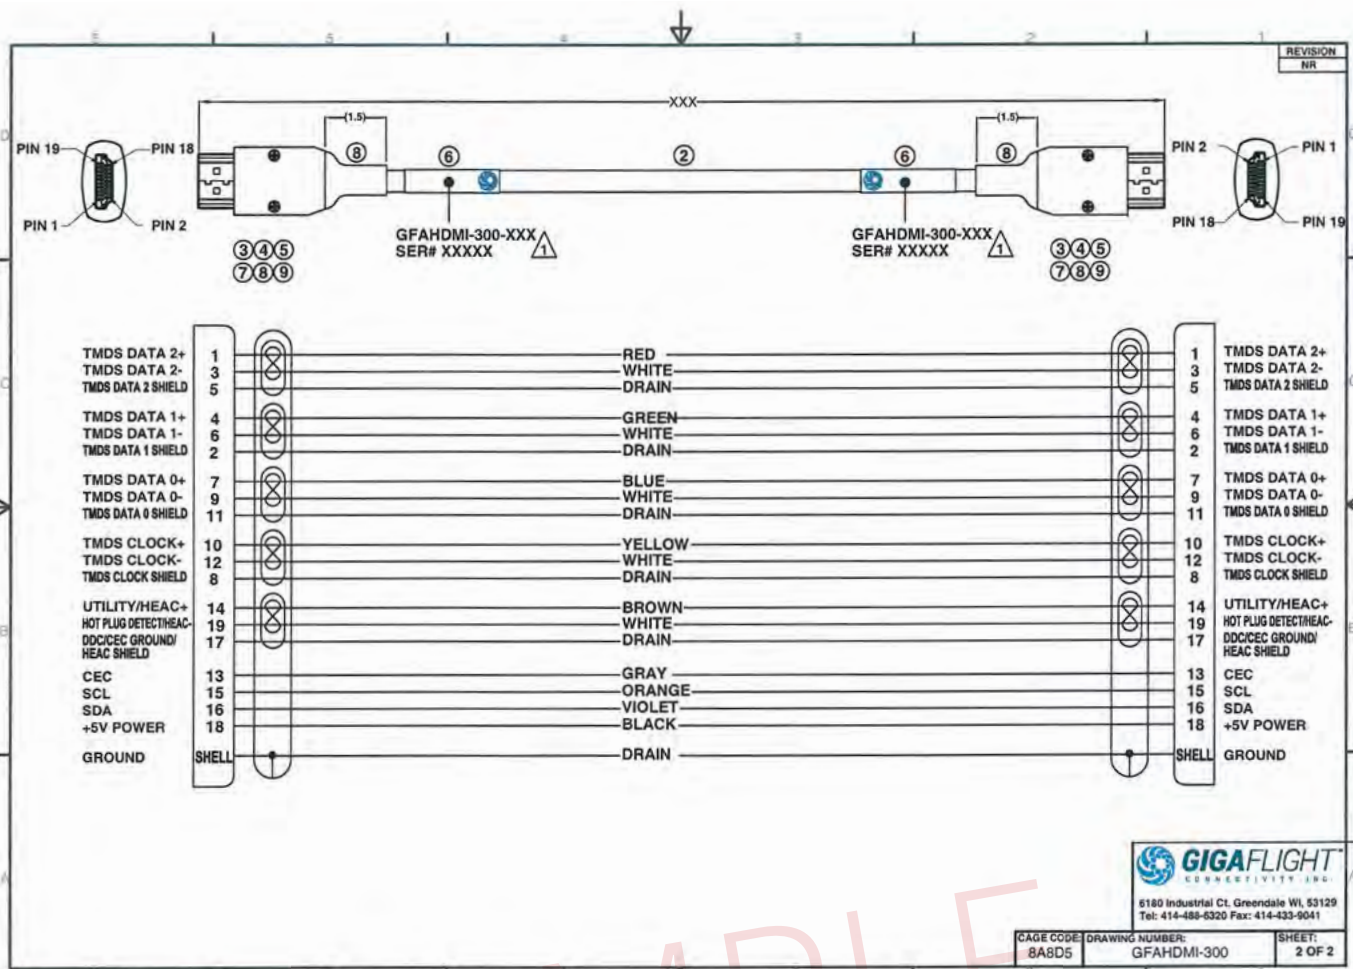 REVISION
NR
XXX
(1.5)
(1.5)
PIN 19
PIN 18
PIN 1
PIN 2
8
6
2
6
8
PIN 2
PIN 1
PIN 18
PIN 19
GFAHDMI-300-XXX
SER# XXXXX
1
GFAHDMI-300-XXX
SER# XXXXX
1
3 4 5
7 8 9
3 4 5
7 8 9
TMDS DATA 2+ 1 RED 1 TMDS DATA 2+
TMDS DATA 2- 3 WHITE 3 TMDS DATA 2-
TMDS DATA 2 SHIELD 5 DRAIN 5 TMDS DATA 2 SHIELD
TMDS DATA 1+ 4 GREEN 4 TMDS DATA 1+
TMDS DATA 1- 6 WHITE 6 TMDS DATA 1-
TMDS DATA 1 SHIELD 2 DRAIN 2 TMDS DATA 1 SHIELD
TMDS DATA 0+ 7 BLUE 7 TMDS DATA 0+
TMDS DATA 0- 9 WHITE 9 TMDS DATA 0-
TMDS DATA 0 SHIELD 11 DRAIN 11 TMDS DATA 0 SHIELD
TMDS CLOCK+ 10 YELLOW 10 TMDS CLOCK+
TMDS CLOCK- 12 WHITE 12 TMDS CLOCK-
TMDS CLOCK SHIELD 8 DRAIN 8 TMDS CLOCK SHIELD
UTILITY/HEAC+ 14 BROWN 14 UTILITY/HEAC+
HOT PLUG DETECT/HEAC- 19 WHITE 19 HOT PLUG DETECT/HEAC-
DDC/CEC GROUND/ 17 DRAIN 17 DDC/CEC GROUND/
HEAC SHIELD HEAC SHIELD
CEC 13 GRAY 13 CEC
SCL 15 ORANGE 15 SCL
SDA 16 VIOLET 16 SDA
+5V POWER 18 BLACK 18 +5V POWER
GROUND SHELL DRAIN SHELL GROUND
GIGAFLIGHT
CONNECTIVITY INC.
6180 Industrial Ct. Greendale WI, 53129
Tel: 414-488-6320 Fax: 414-433-9041
CAGE CODE: DRAWING NUMBER: SHEET:
8A8D5 GFAHDMI-300 2 OF 2